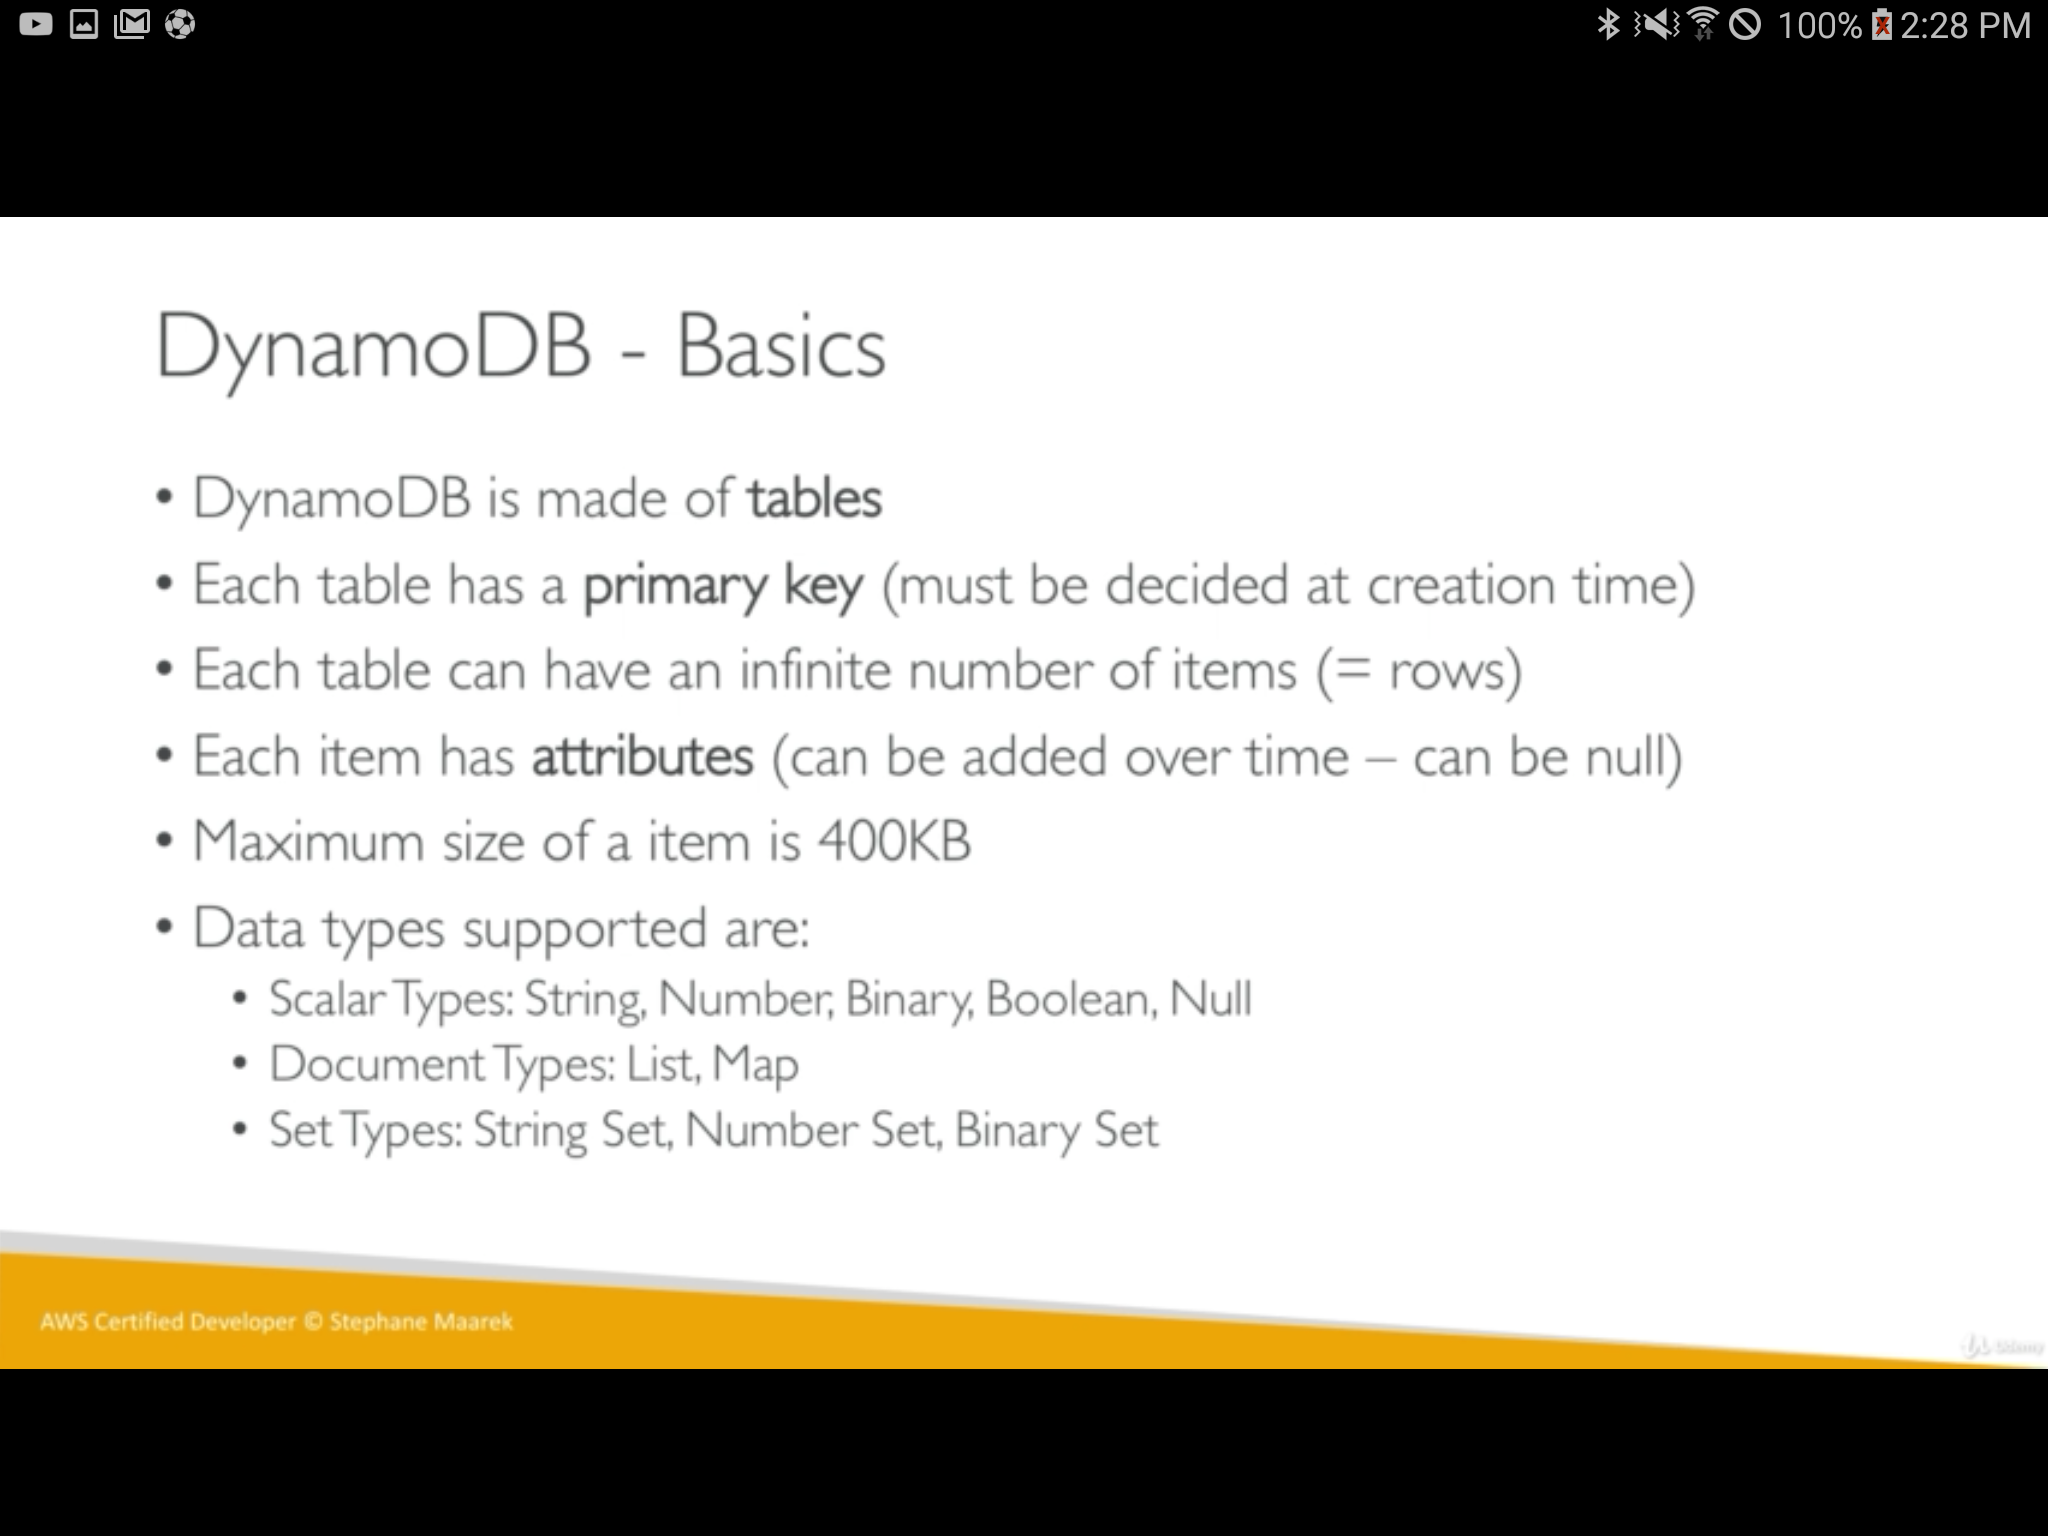 100% 2:28 PM
DynamoDB - Basics
• DynamoDB is made of tables
• Each table has a primary key (must be decided at creation time)
• Each table can have an infinite number of items (= rows)
• Each item has attributes (can be added over time – can be null)
• Maximum size of a item is 400KB
• Data types supported are:
• Scalar Types: String, Number, Binary, Boolean, Null
• Document Types: List, Map
• Set Types: String Set, Number Set, Binary Set
AWS Certified Developer © Stephane Maarek
Udemy